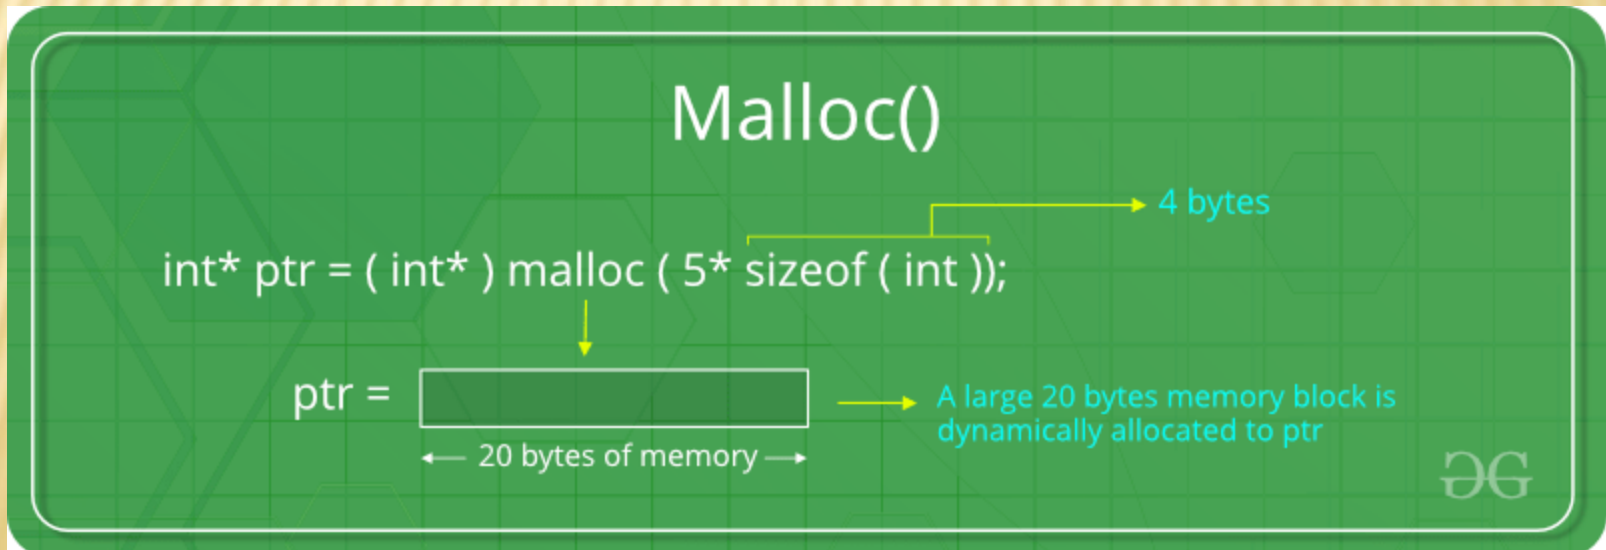 Malloc()
4 bytes
int* ptr = ( int* ) malloc ( 5* sizeof ( int ));
ptr =
A large 20 bytes memory block is
dynamically allocated to ptr
20 bytes of memory